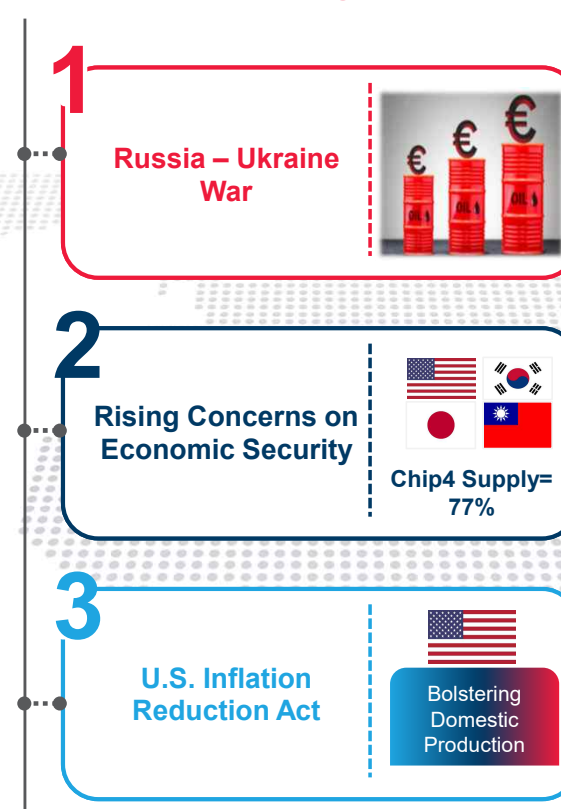 1
Russia – Ukraine
War
€ € €
OIL OIL OIL
2
Rising Concerns on
Economic Security
Chip4 Supply=
77%
3
U.S. Inflation
Reduction Act
Bolstering
Domestic
Production